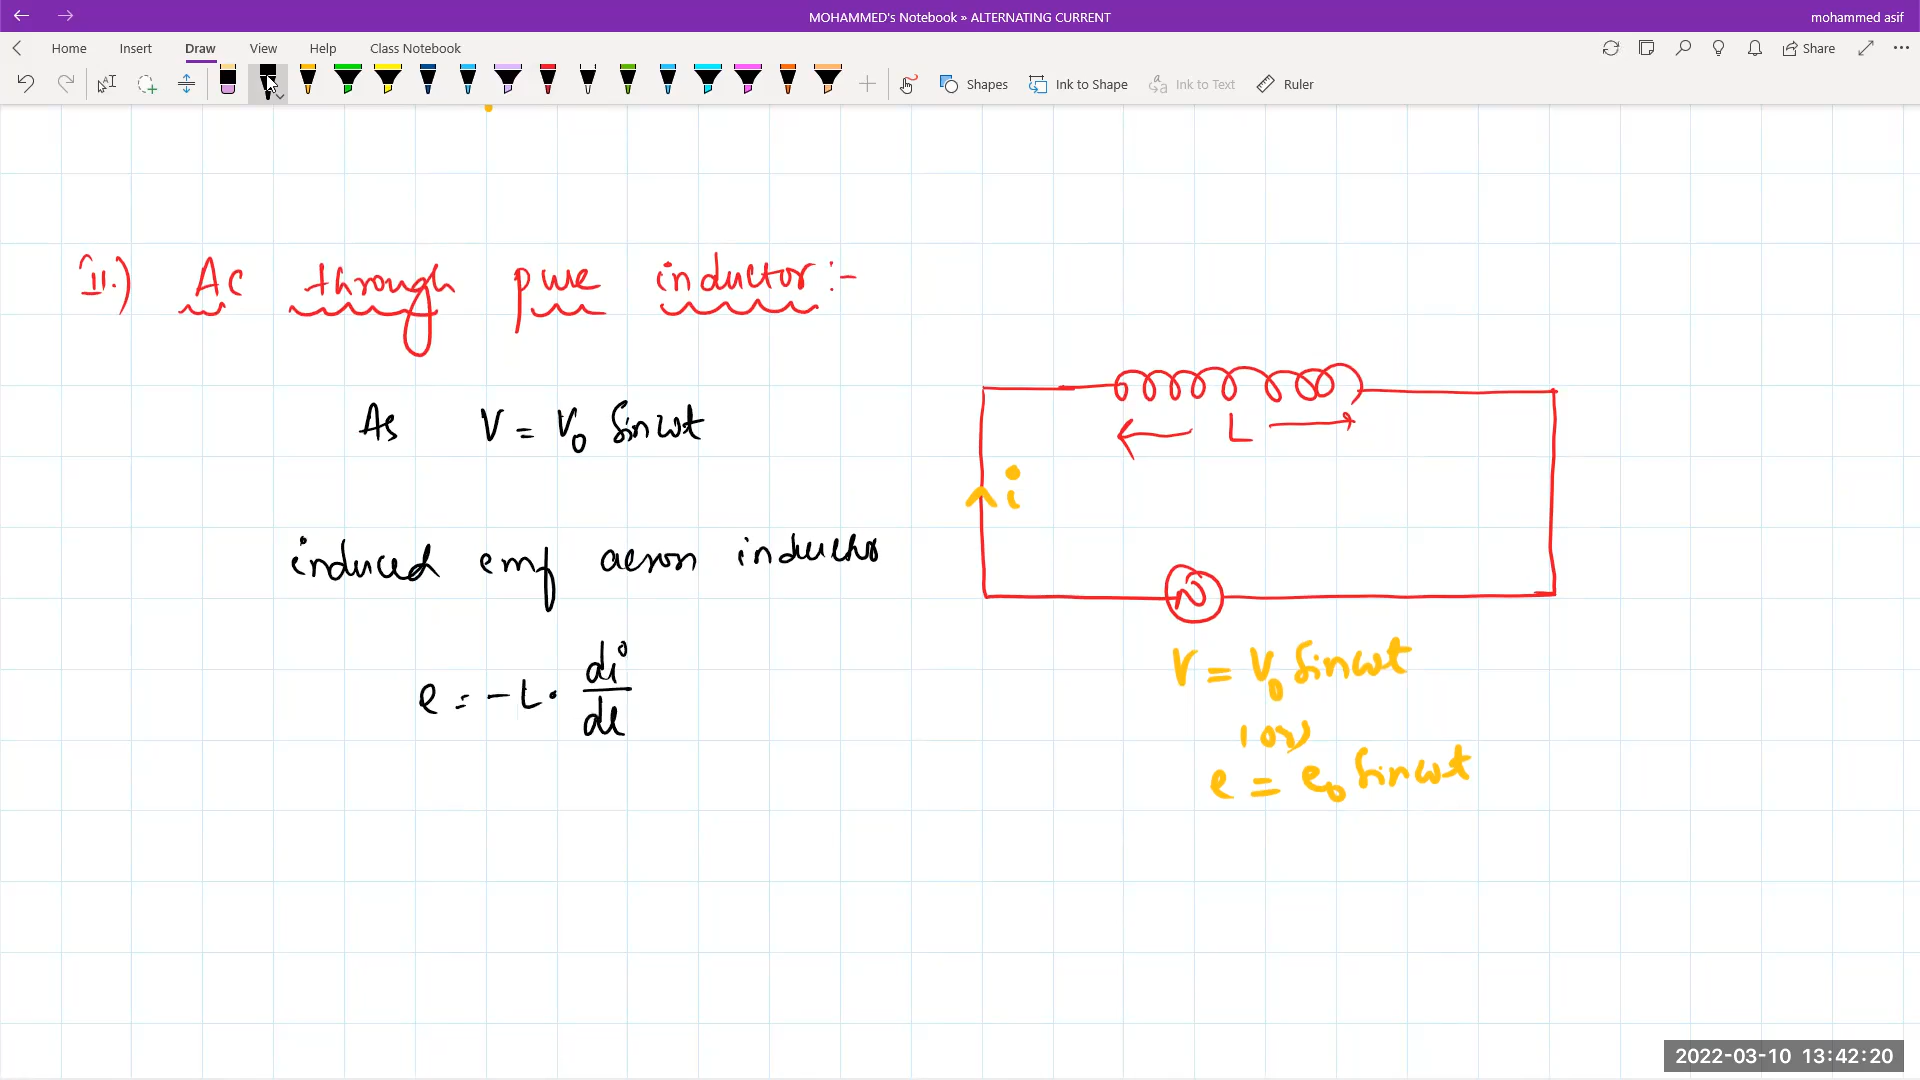 MOHAMMED's Notebook » ALTERNATING CURRENT
mohammed asif
Home Insert Draw View Help Class Notebook
Share
Shapes Ink to Shape Ink to Text Ruler
II.) AC through pure inductor :-
As V = V₀ Sinωt
L
i
induced emf across inductor
e = -L · di/dt
V = V₀ Sinωt
or
e = e₀ Sinωt
2022-03-10 13:42:20